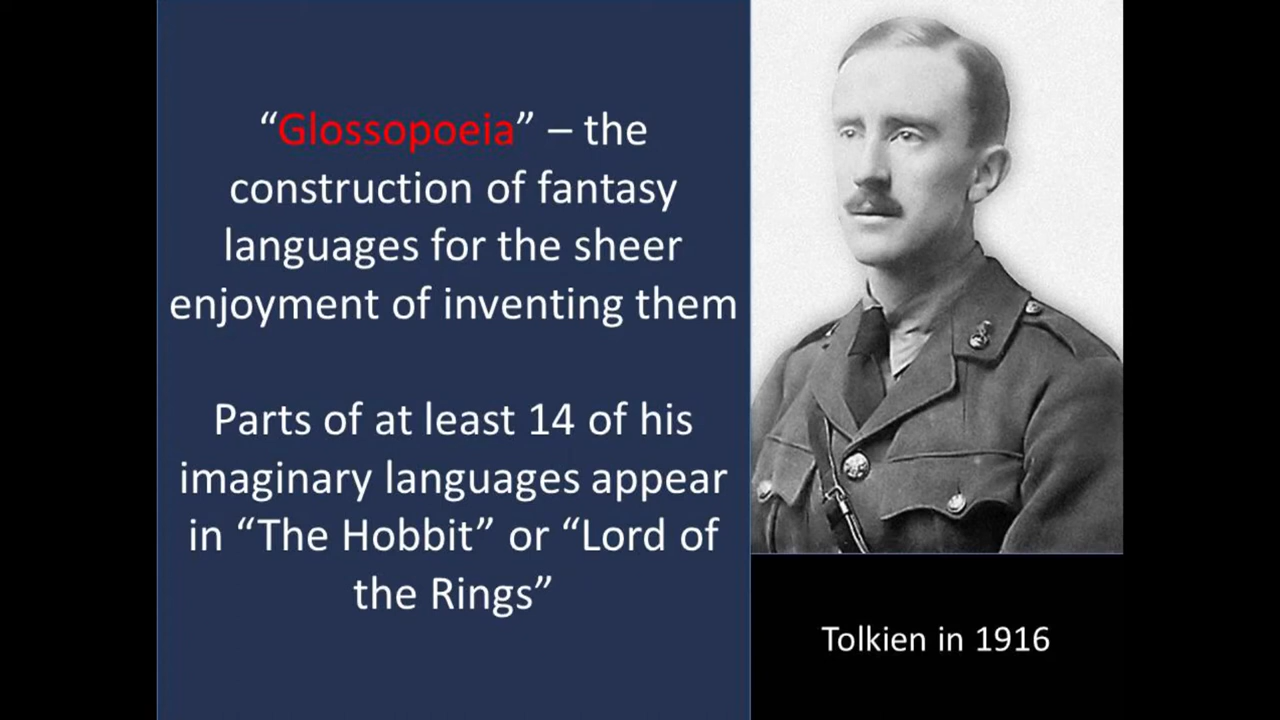 “Glossopoeia” – the
construction of fantasy
languages for the sheer
enjoyment of inventing them
Parts of at least 14 of his
imaginary languages appear
in “The Hobbit” or “Lord of
the Rings”
Tolkien in 1916